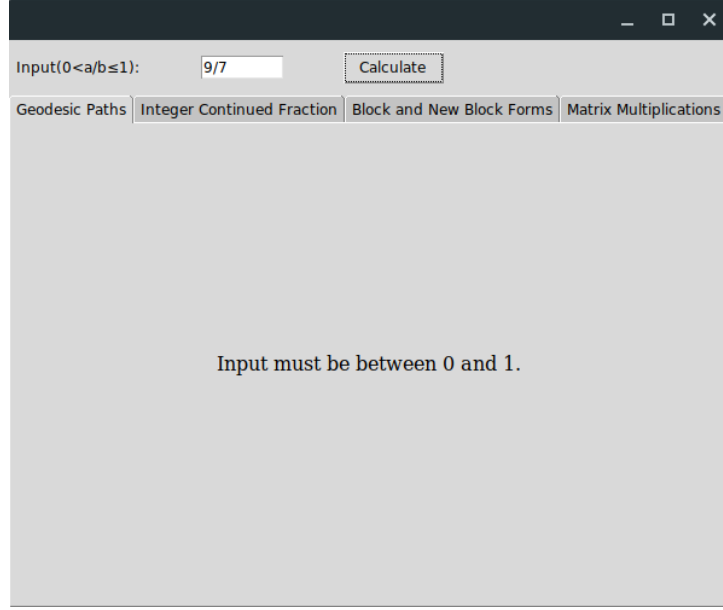 Input(0<a/b≤1): 9/7 Calculate
Geodesic Paths Integer Continued Fraction Block and New Block Forms Matrix Multiplications
Input must be between 0 and 1.